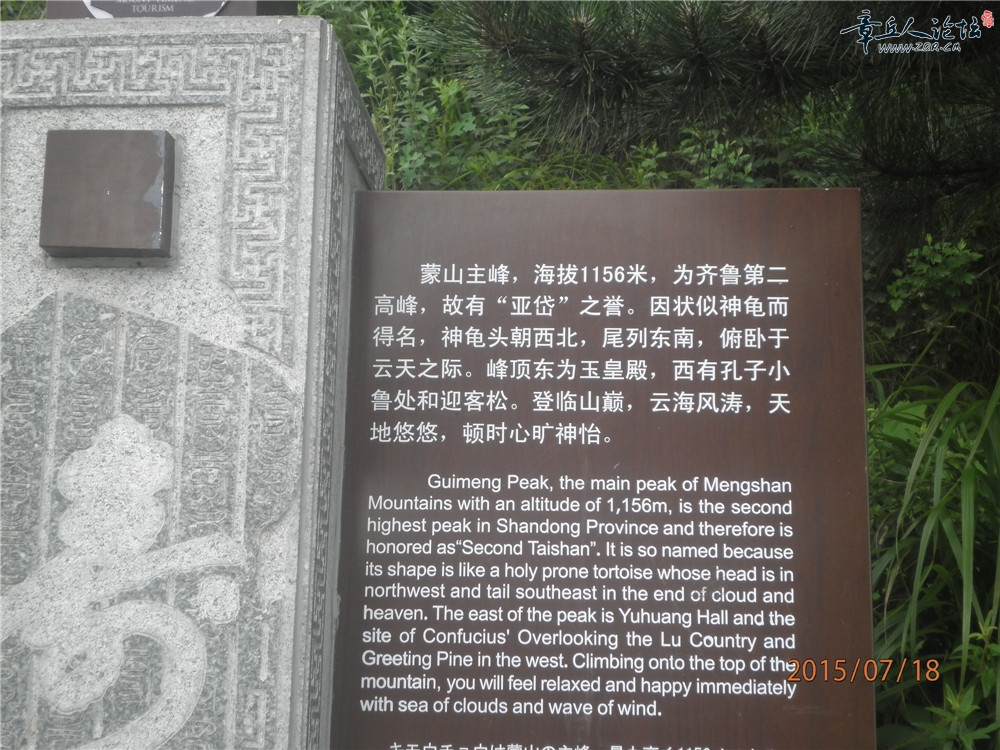 TOURISM
章丘人论坛
www.ZQR.CN
蒙山主峰，海拔1156米，为齐鲁第二
高峰，故有“亚岱”之誉。因状似神龟而
得名，神龟头朝西北，尾列东南，俯卧于
云天之际。峰顶东为玉皇殿，西有孔子小
鲁处和迎客松。登临山巅，云海风涛，天
地悠悠，顿时心旷神怡。
Guimeng Peak, the main peak of Mengshan
Mountains with an altitude of 1,156m, is the second
highest peak in Shandong Province and therefore is
honored as“Second Taishan”. It is so named because
its shape is like a holy prone tortoise whose head is in
northwest and tail southeast in the end of cloud and
heaven. The east of the peak is Yuhuang Hall and the
site of Confucius' Overlooking the Lu Country and
Greeting Pine in the west. Climbing onto the top of the
mountain, you will feel relaxed and happy immediately
with sea of clouds and wave of wind.
2015/07/18